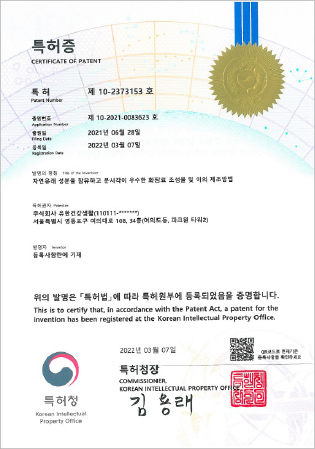 특허증
CERTIFICATE OF PATENT
특 허 제 10-2373153 호
Patent Number
출원번호 제 10-2021-0083623 호
Application Number
출원일 2021년 06월 28일
Filing Date
등록일 2022년 03월 07일
Registration Date
발명의 명칭 Title of the Invention
자연유래 성분을 함유하고 분사각이 우수한 화장료 조성물 및 이의 제조방법
특허권자 Patentee
주식회사 유한건강생활(110111-*******)
서울특별시 영등포구 여의대로 108, 34층(여의도동, 파크원 타워2)
발명자 Inventor
등록사항란에 기재
위의 발명은 「특허법」에 따라 특허원부에 등록되었음을 증명합니다.
This is to certify that, in accordance with the Patent Act, a patent for the
invention has been registered at the Korean Intellectual Property Office.
2022년 03월 07일
QR코드로 현재기준
등록사항을 확인하세요
특허청
Korean Intellectual
Property Office
특허청장
COMMISSIONER,
KOREAN INTELLECTUAL PROPERTY OFFICE
김용래